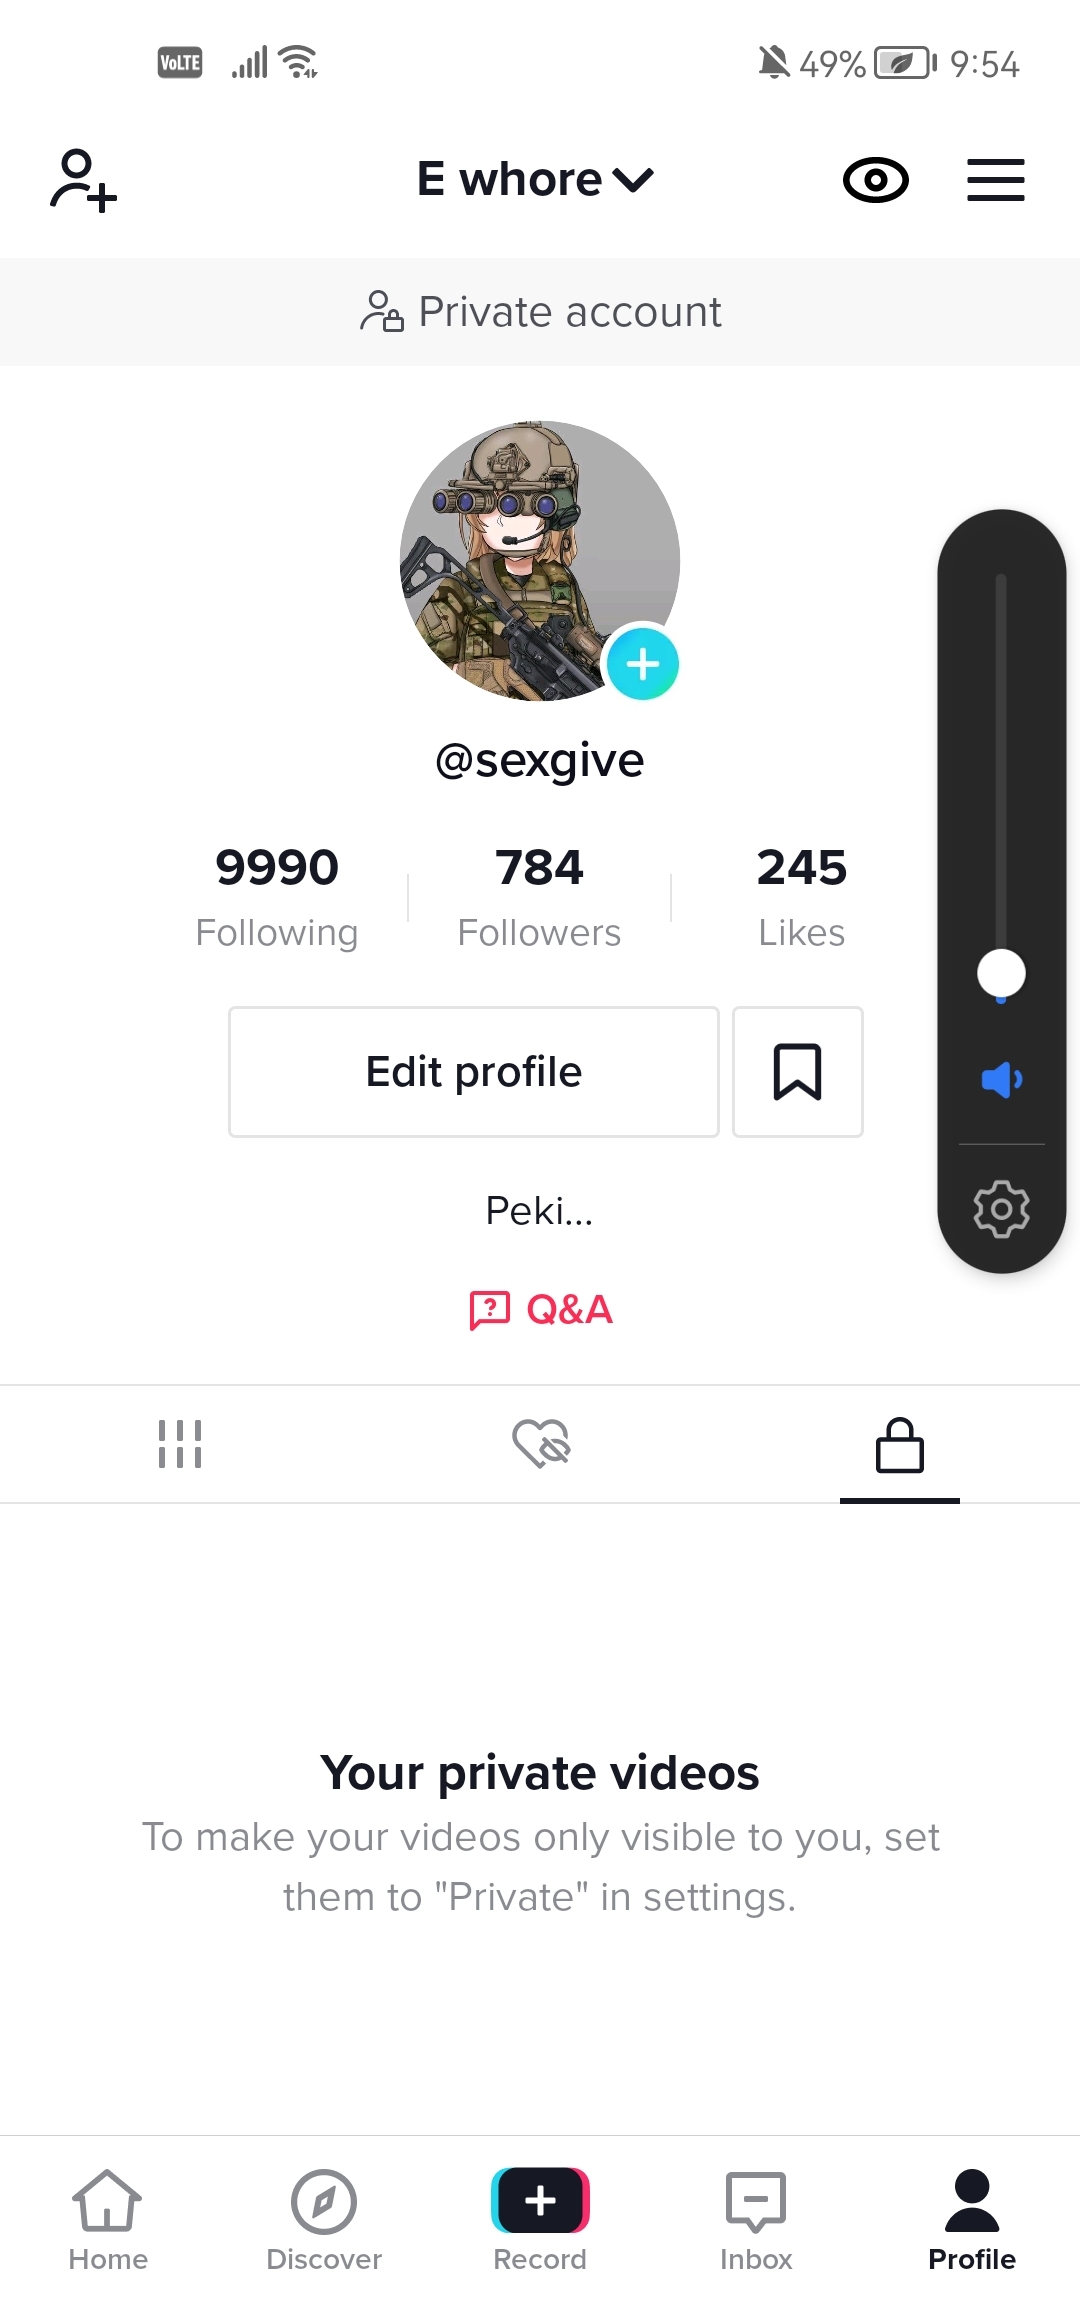 VoLTE 49% 9:54
E whore
Private account
@sexgive
9990 784 245
Following Followers Likes
Edit profile
Peki...
Q&A
Your private videos
To make your videos only visible to you, set
them to "Private" in settings.
Home Discover Record Inbox Profile